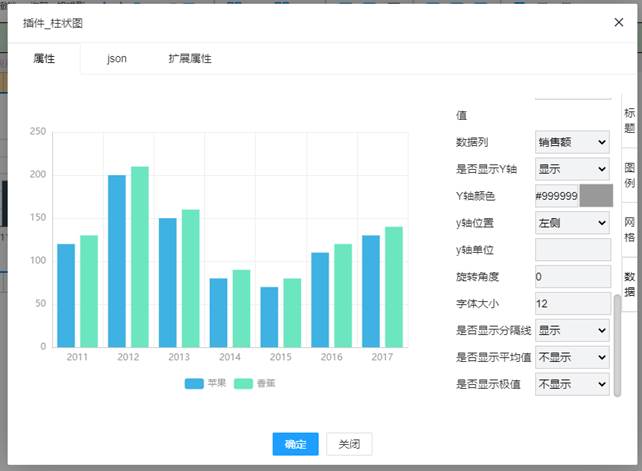 插件_柱状图
属性
json
扩展属性
250
200
150
100
50
0
2011
2012
2013
2014
2015
2016
2017
苹果
香蕉
值
数据列 销售额
是否显示Y轴 显示
Y轴颜色 #999999
y轴位置 左侧
y轴单位
旋转角度 0
字体大小 12
是否显示分隔线 显示
是否显示平均值 不显示
是否显示极值 不显示
标题
图例
网格
数据
确定
关闭